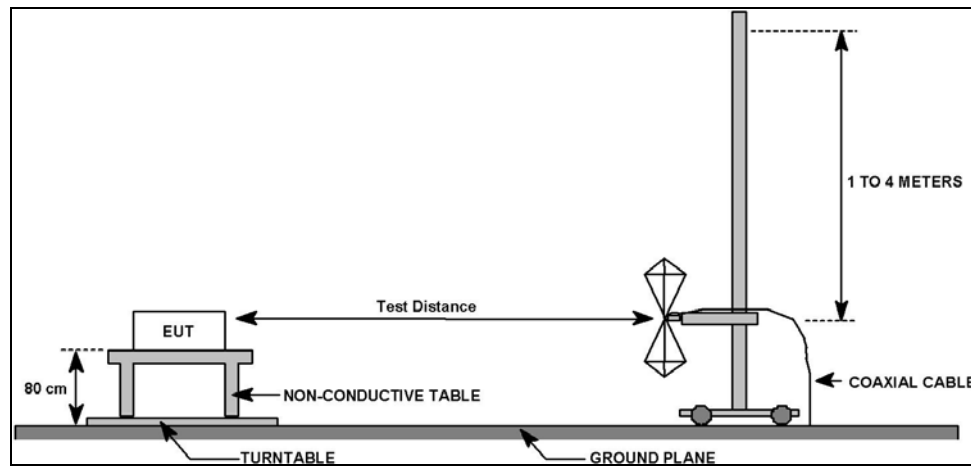 1 TO 4 METERS
Test Distance
EUT
80 cm
NON-CONDUCTIVE TABLE
COAXIAL CABLE
TURNTABLE
GROUND PLANE